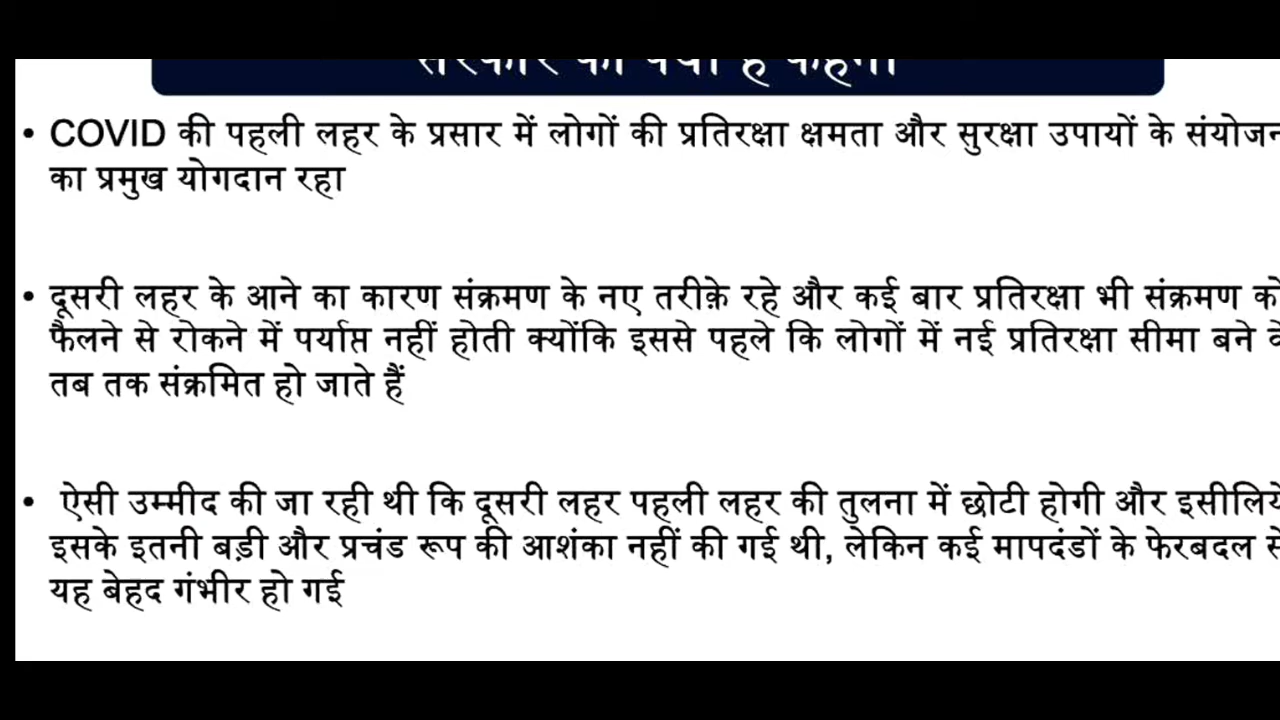 सरकार का क्या है कहना
• COVID की पहली लहर के प्रसार में लोगों की प्रतिरक्षा क्षमता और सुरक्षा उपायों के संयोजन
का प्रमुख योगदान रहा
• दूसरी लहर के आने का कारण संक्रमण के नए तरीक़े रहे और कई बार प्रतिरक्षा भी संक्रमण को
फैलने से रोकने में पर्याप्त नहीं होती क्योंकि इससे पहले कि लोगों में नई प्रतिरक्षा सीमा बने वे
तब तक संक्रमित हो जाते हैं
• ऐसी उम्मीद की जा रही थी कि दूसरी लहर पहली लहर की तुलना में छोटी होगी और इसीलिये
इसके इतनी बड़ी और प्रचंड रूप की आशंका नहीं की गई थी, लेकिन कई मापदंडों के फेरबदल से
यह बेहद गंभीर हो गई